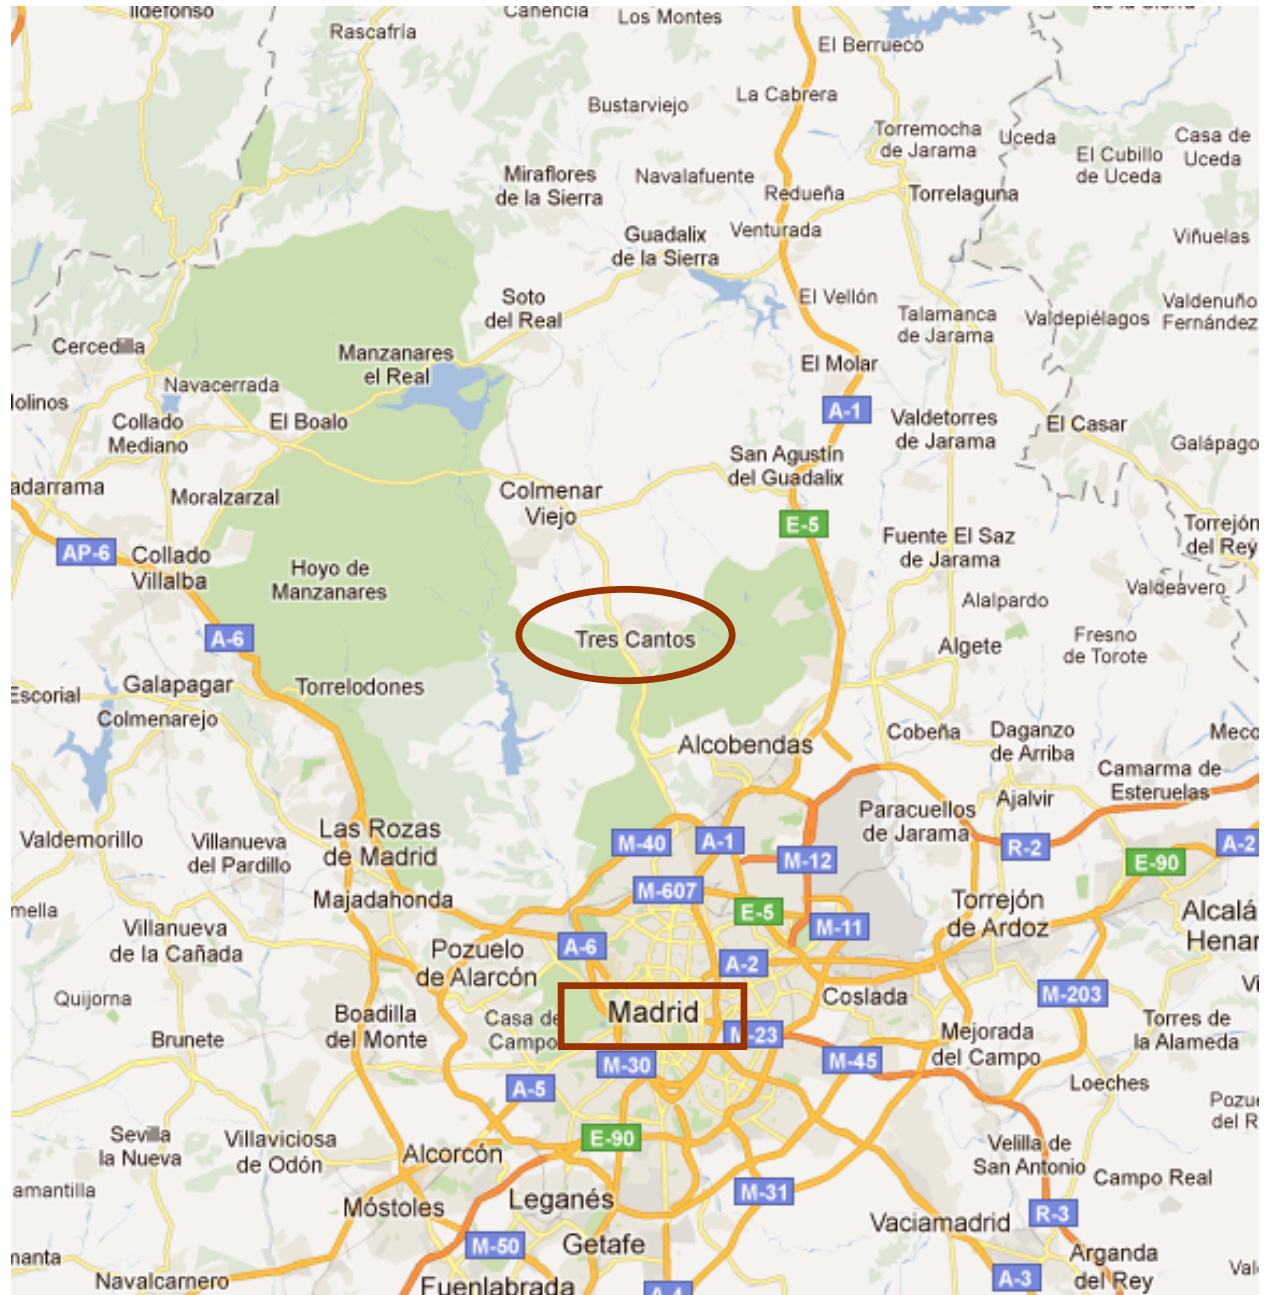 Ildefonso
Rascafría
Canencia
Los Montes
El Berrueco
La Cabrera
Bustarviejo
Torremocha
de Jarama
Uceda
El Cubillo
de Uceda
Casa de
Uceda
Miraflores
de la Sierra
Navalafuente
Redueña
Torrelaguna
Guadalix
de la Sierra
Venturada
Viñuelas
Soto
del Real
El Vellón
Talamanca
de Jarama
Valdepiélagos
Valdenuño
Fernández
Cercedilla
Manzanares
el Real
El Molar
Navacerrada
olinos
Collado
Mediano
El Boalo
A-1
Valdetorres
de Jarama
El Casar
Galápago
San Agustín
del Guadalix
adarrama
Moralzarzal
Colmenar
Viejo
E-5
Torrejón
del Rey
AP-6
Collado
Villalba
Hoyo de
Manzanares
Fuente El Saz
de Jarama
Valdeavero
Alalpardo
A-6
Tres Cantos
Algete
Fresno
de Torote
Escorial
Galapagar
Torrelodones
Colmenarejo
Alcobendas
Cobeña
Daganzo
de Arriba
Meco
Camarma de
Esteruelas
Valdemorillo
Villanueva
del Pardillo
Las Rozas
de Madrid
M-40
A-1
M-12
Paracuellos
de Jarama
Ajalvir
R-2
E-90
A-2
Majadahonda
M-607
E-5
M-11
Torrejón
de Ardoz
Alcalá
Henar
mella
Villanueva
de la Cañada
Pozuelo
de Alarcón
A-6
A-2
Quijorna
Boadilla
del Monte
Casa de
Campo
Madrid
M-23
Coslada
M-203
Vi
Torres de
la Alameda
Brunete
M-30
M-45
Mejorada
del Campo
A-5
Loeches
Pozue
del R
Sevilla
la Nueva
Villaviciosa
de Odón
Alcorcón
E-90
Velilla de
San Antonio
Campo Real
amantilla
Móstoles
Leganés
M-31
Vaciamadrid
R-3
M-50
Getafe
Arganda
del Rey
manta
Navalcarnero
Fuenlabrada
A-4
A-3
Val